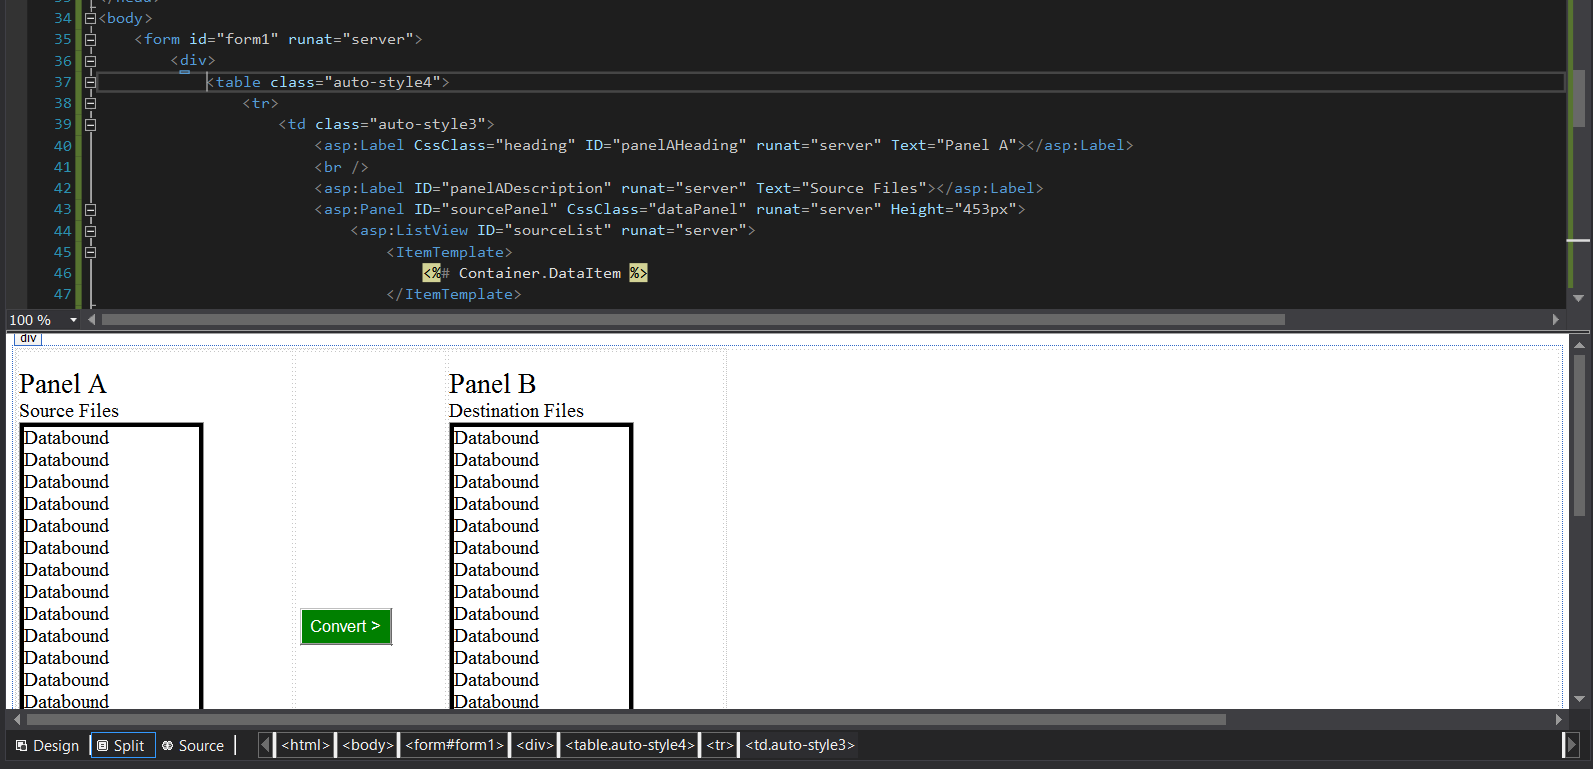 34 <body>
35 <form id="form1" runat="server">
36 <div>
37 <table class="auto-style4">
38 <tr>
39 <td class="auto-style3">
40 <asp:Label CssClass="heading" ID="panelAHeading" runat="server" Text="Panel A"></asp:Label>
41 <br />
42 <asp:Label ID="panelADescription" runat="server" Text="Source Files"></asp:Label>
43 <asp:Panel ID="sourcePanel" CssClass="dataPanel" runat="server" Height="453px">
44 <asp:ListView ID="sourceList" runat="server">
45 <ItemTemplate>
46 <%# Container.DataItem %>
47 </ItemTemplate>
100 %
div
Panel A
Source Files
Databound
Databound
Databound
Databound
Databound
Databound
Databound
Databound
Databound
Databound
Databound
Databound
Databound
Convert >
Panel B
Destination Files
Databound
Databound
Databound
Databound
Databound
Databound
Databound
Databound
Databound
Databound
Databound
Databound
Databound
Design Split Source <html> <body> <form#form1> <div> <table.auto-style4> <tr> <td.auto-style3>